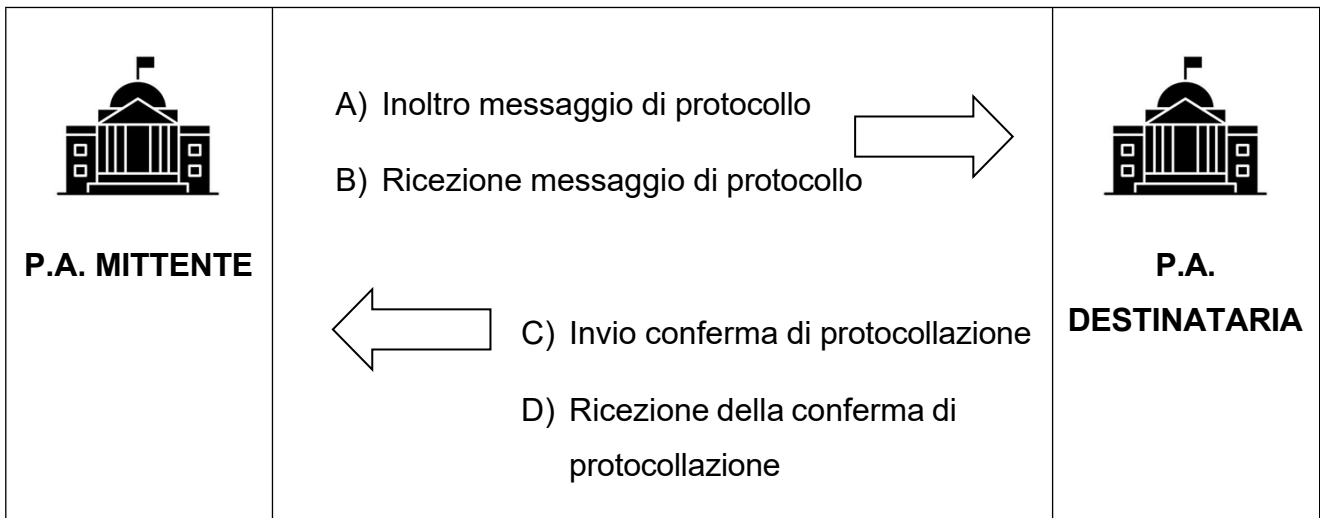 A) Inoltro messaggio di protocollo
B) Ricezione messaggio di protocollo
P.A. MITTENTE
P.A.
DESTINATARIA
C) Invio conferma di protocollazione
D) Ricezione della conferma di
protocollazione